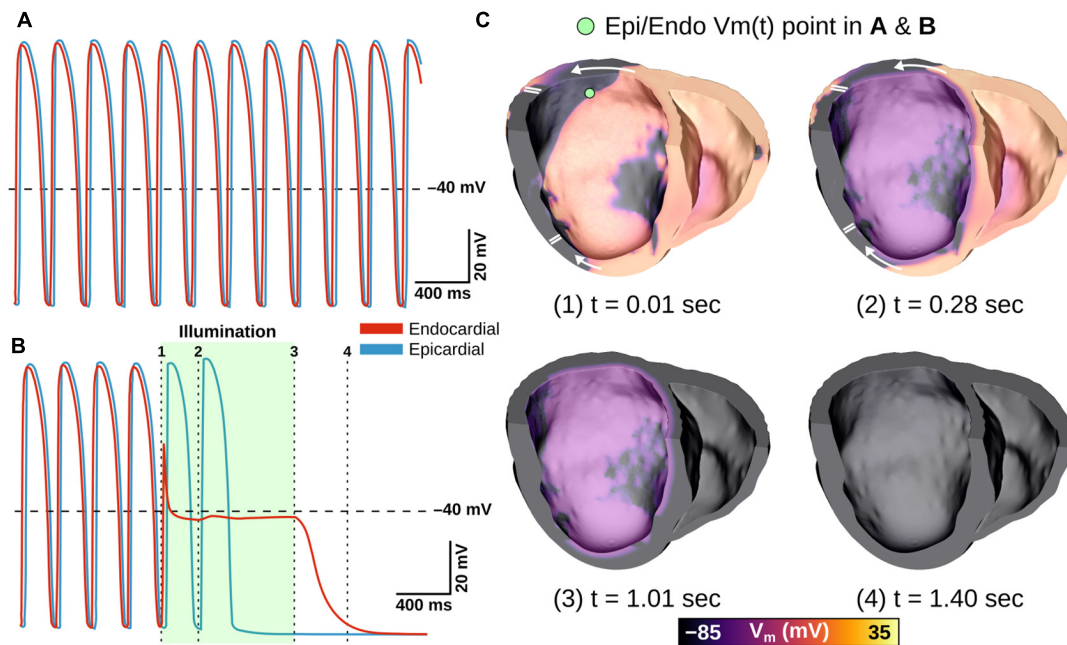 A
−40 mV
20 mV
400 ms
Endocardial
Epicardial
B
Illumination
1 2 3 4
−40 mV
20 mV
400 ms
C
Epi/Endo Vm(t) point in A & B
(1) t = 0.01 sec
(2) t = 0.28 sec
(3) t = 1.01 sec
(4) t = 1.40 sec
−85 Vm (mV) 35